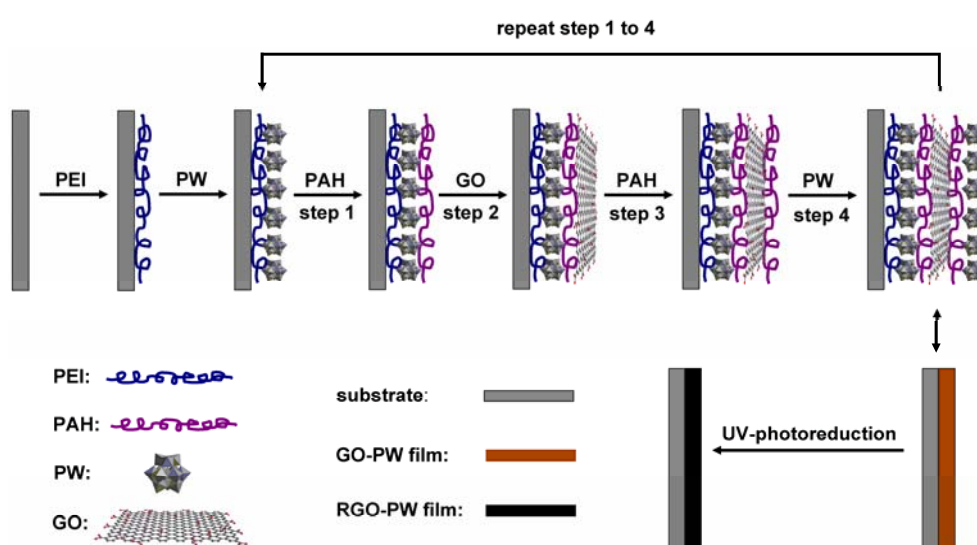 repeat step 1 to 4
PEI
PW
PAH
step 1
GO
step 2
PAH
step 3
PW
step 4
PEI:
PAH:
PW:
GO:
substrate:
GO-PW film:
RGO-PW film:
UV-photoreduction